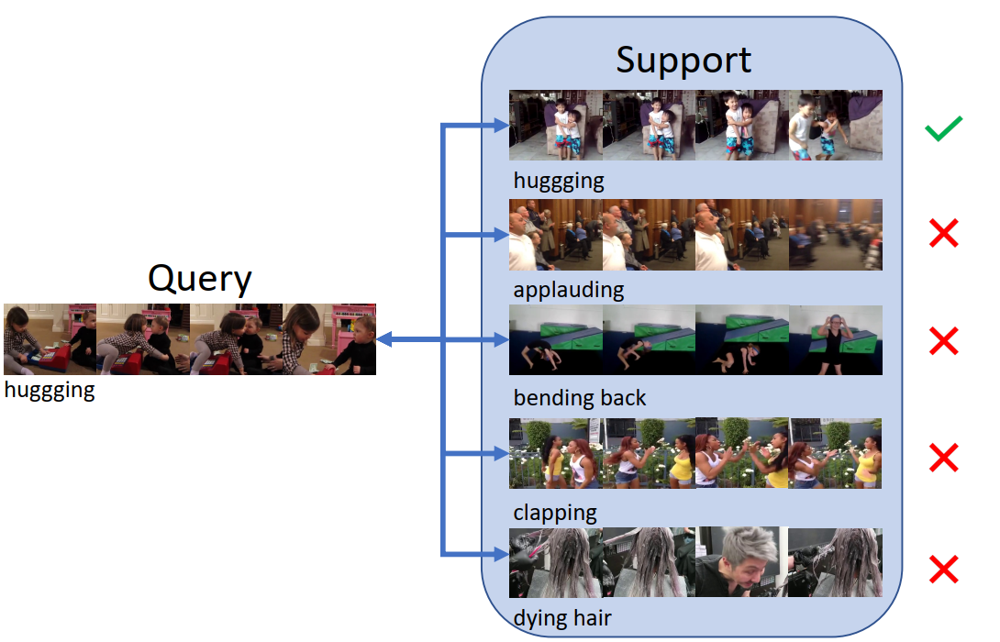 Support
huggging
applauding
Query
huggging
bending back
clapping
dying hair